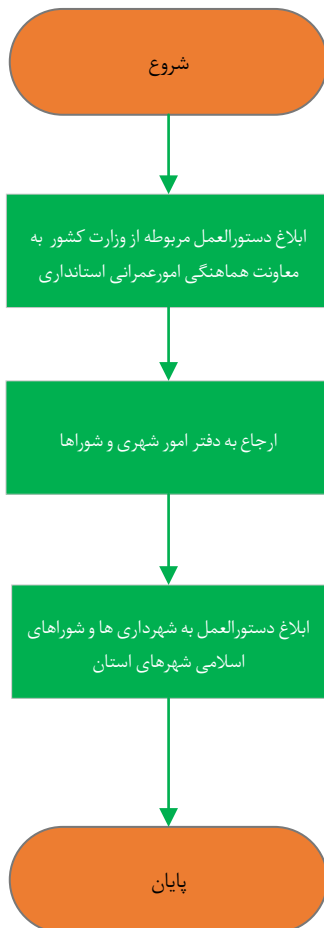 شروع
ابلاغ دستورالعمل مربوطه از وزارت کشور به
معاونت هماهنگی امورعمرانی استانداری
ارجاع به دفتر امور شهری و شوراها
ابلاغ دستورالعمل به شهرداری ها و شوراهای
اسلامی شهرهای استان
پایان